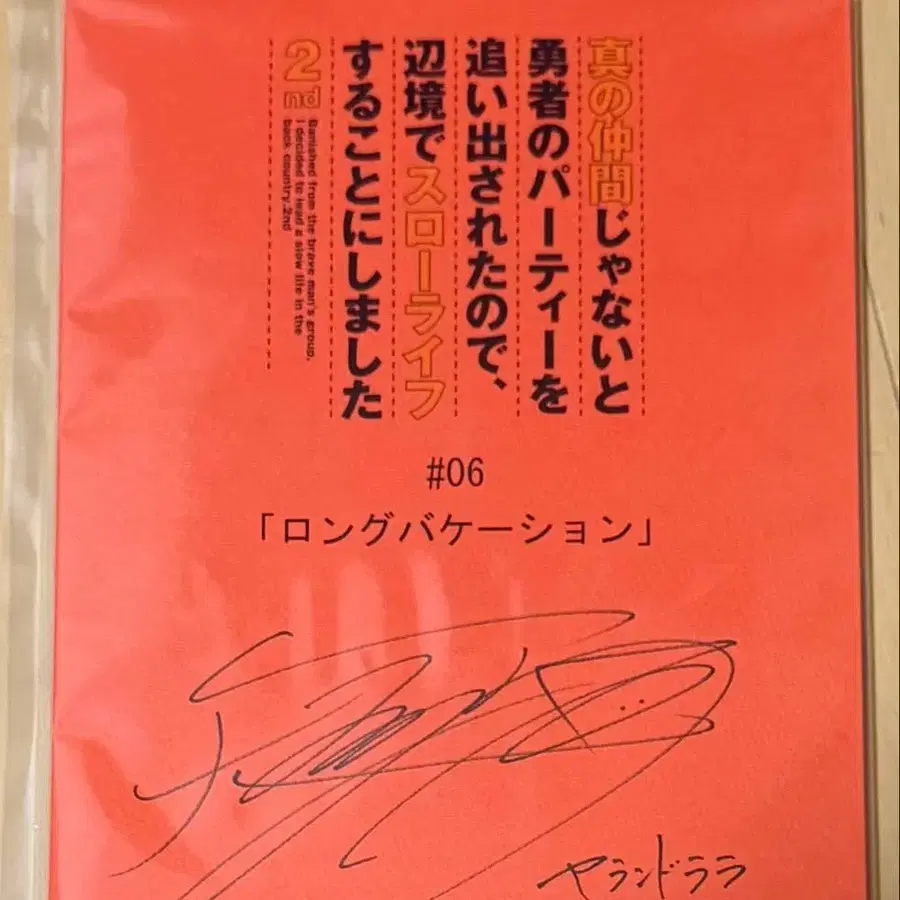 真の仲間じゃないと
勇者のパーティーを
追い出されたので、
辺境でスローライフ
することにしました
2nd
Banished from the brave man's group,
I decided to lead a slow life in the
back country.2nd
#06
「ロングバケーション」
ヤランドララ